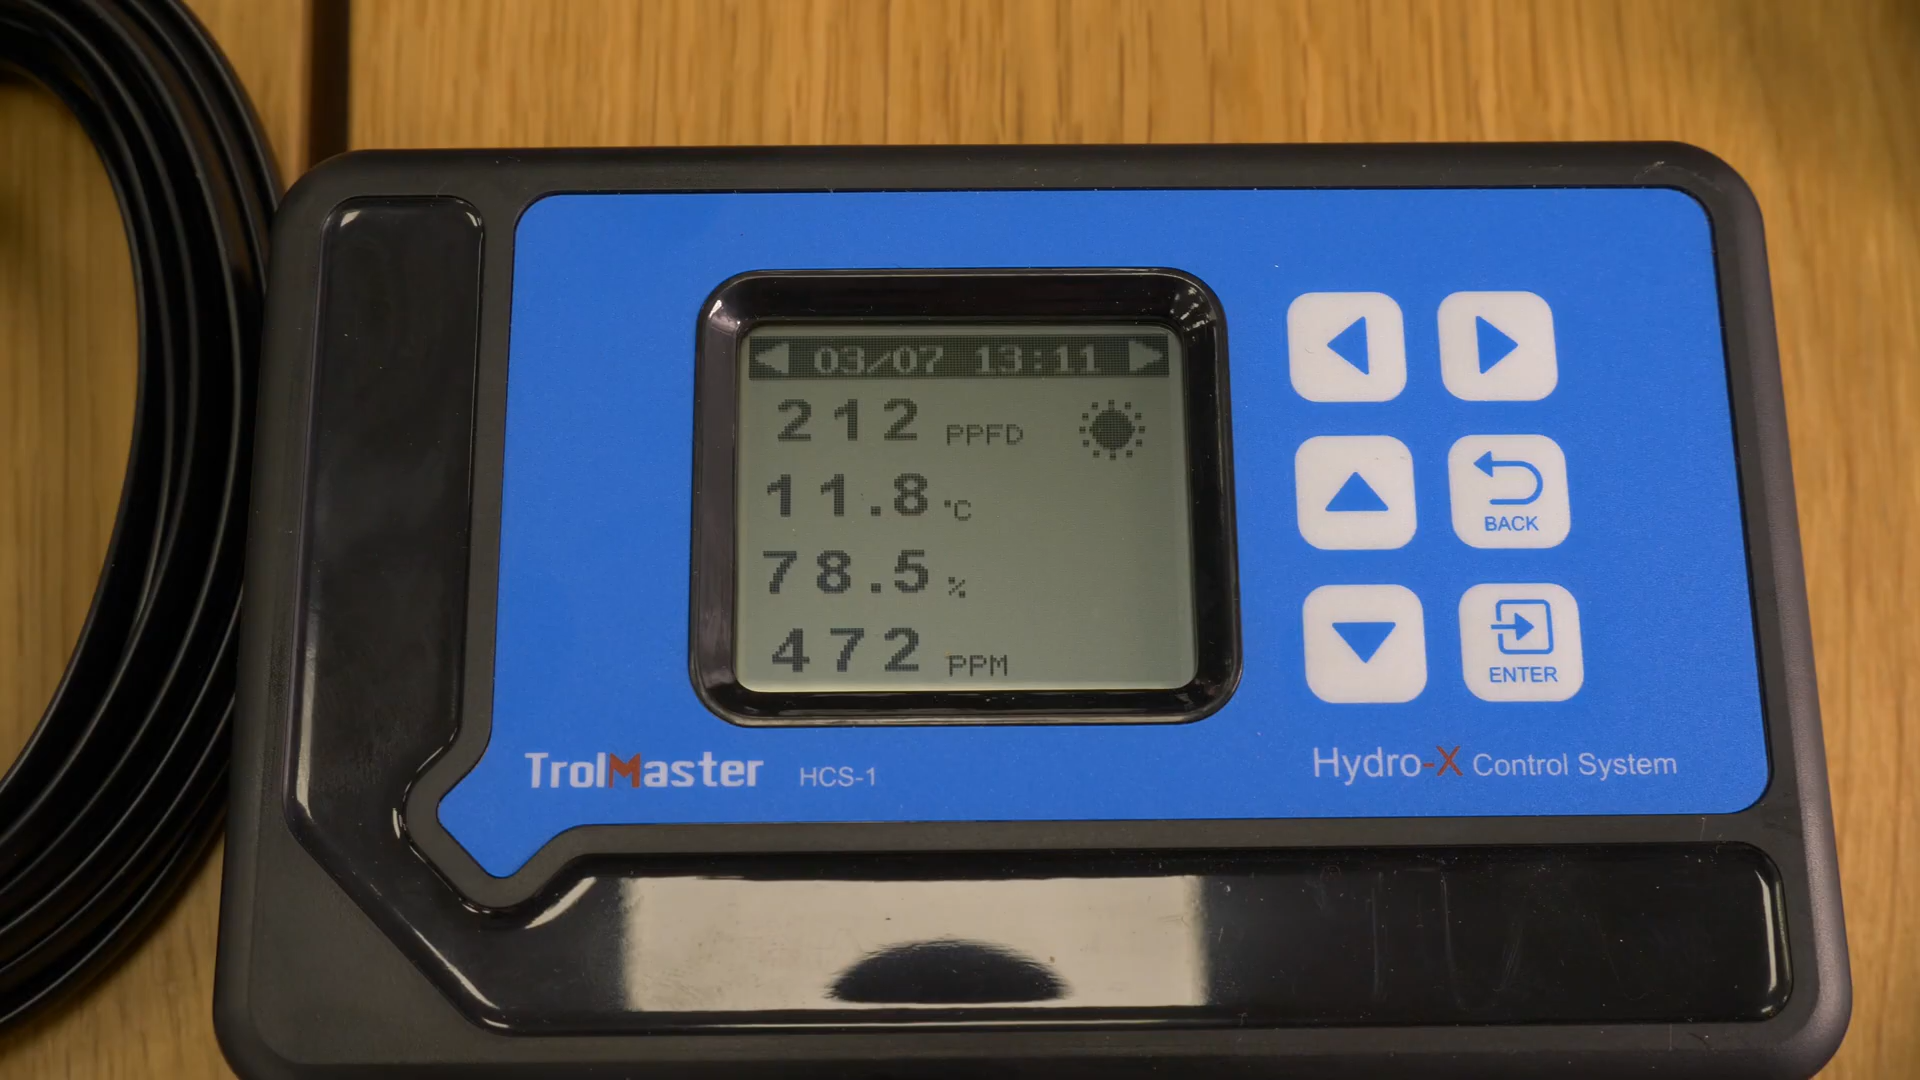 03/07 13:11
212 PPFD
11.8 °C
78.5 %
472 PPM
BACK
ENTER
TrolMaster HCS-1
Hydro-X Control System